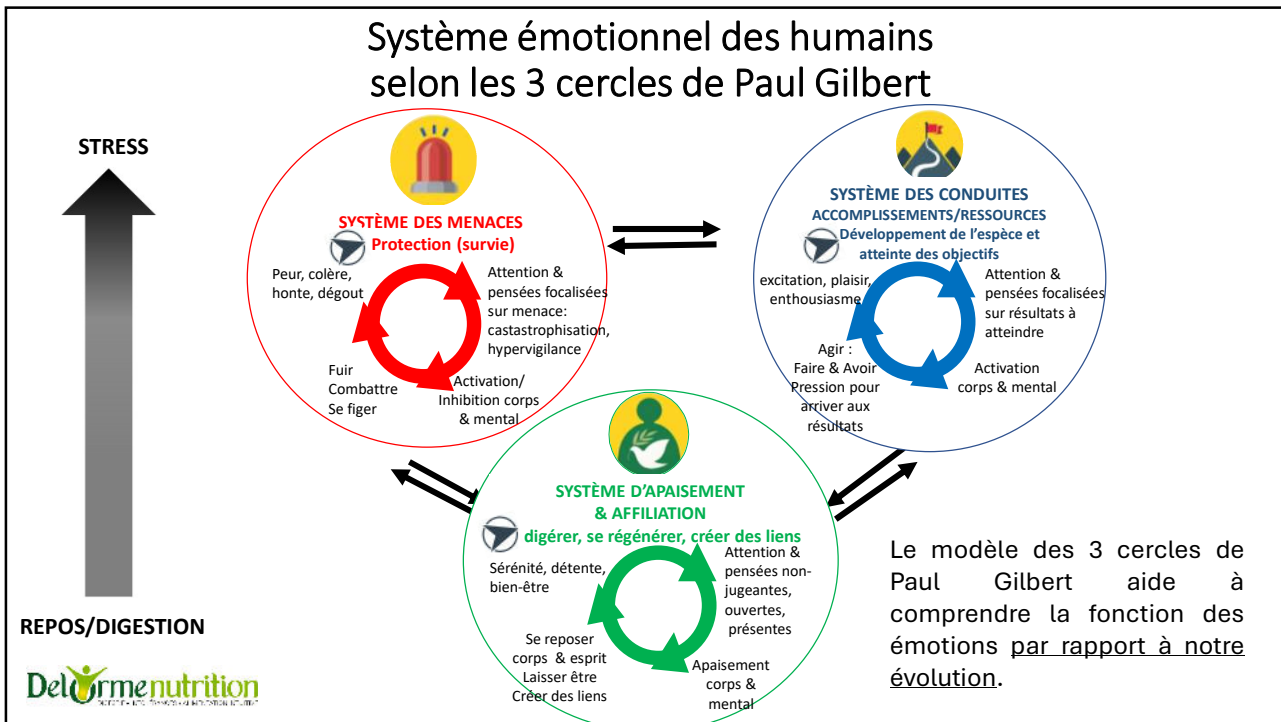 Système émotionnel des humains
selon les 3 cercles de Paul Gilbert
STRESS
REPOS/DIGESTION
SYSTÈME DES MENACES
Protection (survie)
Peur, colère,
honte, dégout
Attention &
pensées focalisées
sur menace:
castastrophisation,
hypervigilance
Activation/
Inhibition corps
& mental
Fuir
Combattre
Se figer
SYSTÈME DES CONDUITES
ACCOMPLISSEMENTS/RESSOURCES
Développement de l'espèce et
atteinte des objectifs
excitation, plaisir,
enthousiasme
Attention &
pensées focalisées
sur résultats à
atteindre
Activation
corps & mental
Agir :
Faire & Avoir
Pression pour
arriver aux
résultats
SYSTÈME D'APAISEMENT
& AFFILIATION
digérer, se régénérer, créer des liens
Sérénité, détente,
bien-être
Attention &
pensées non-
jugeantes,
ouvertes,
présentes
Apaisement
corps &
mental
Se reposer
corps & esprit
Laisser être
Créer des liens
Le modèle des 3 cercles de
Paul Gilbert aide à
comprendre la fonction des
émotions par rapport à notre
évolution.
Delorme nutrition